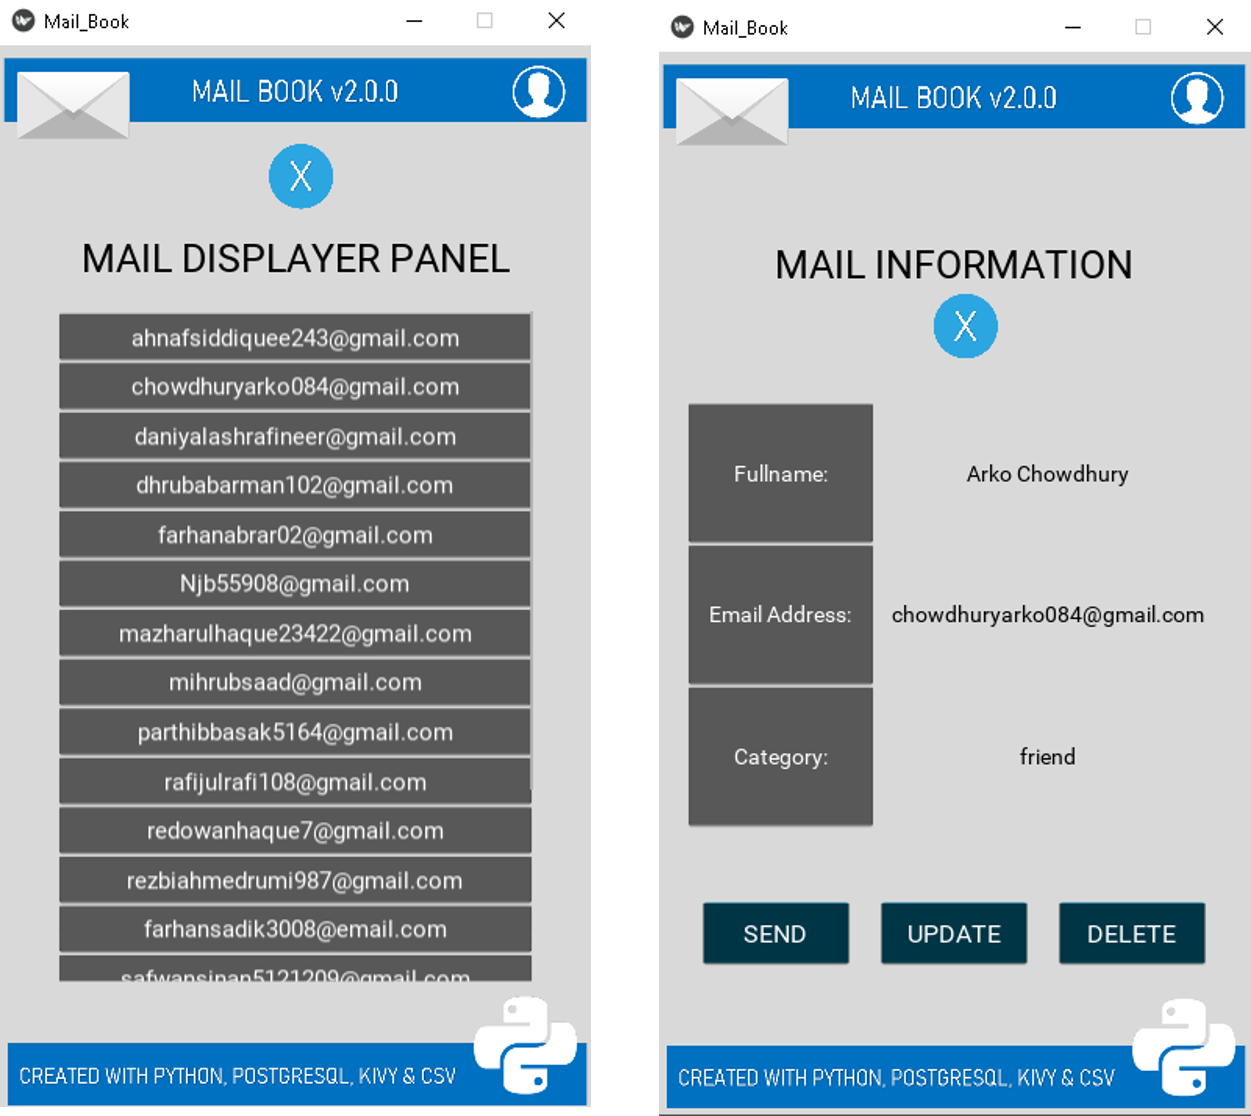 Mail_Book
MAIL BOOK v2.0.0
X
MAIL DISPLAYER PANEL
ahnafsiddiquee243@gmail.com
chowdhuryarko084@gmail.com
daniyalashrafineer@gmail.com
dhrubabarman102@gmail.com
farhanabrar02@gmail.com
Njb55908@gmail.com
mazharulhaque23422@gmail.com
mihrubsaad@gmail.com
parthibbasak5164@gmail.com
rafijulrafi108@gmail.com
redowanhaque7@gmail.com
rezbiahmedrumi987@gmail.com
farhansadik3008@email.com
safwansinan5121209@gmail.com
CREATED WITH PYTHON, POSTGRESQL, KIVY & CSV
Mail_Book
MAIL BOOK v2.0.0
MAIL INFORMATION
X
Fullname: Arko Chowdhury
Email Address: chowdhuryarko084@gmail.com
Category: friend
SEND UPDATE DELETE
CREATED WITH PYTHON, POSTGRESQL, KIVY & CSV